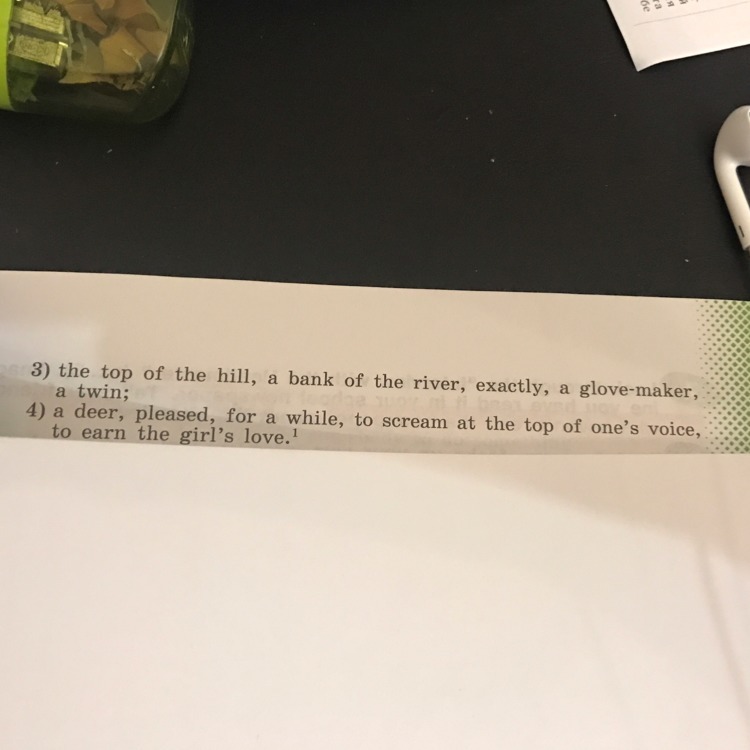 3) the top of the hill, a bank of the river, exactly, a glove-maker,
a twin;
4) a deer, pleased, for a while, to scream at the top of one's voice,
to earn the girl's love.¹